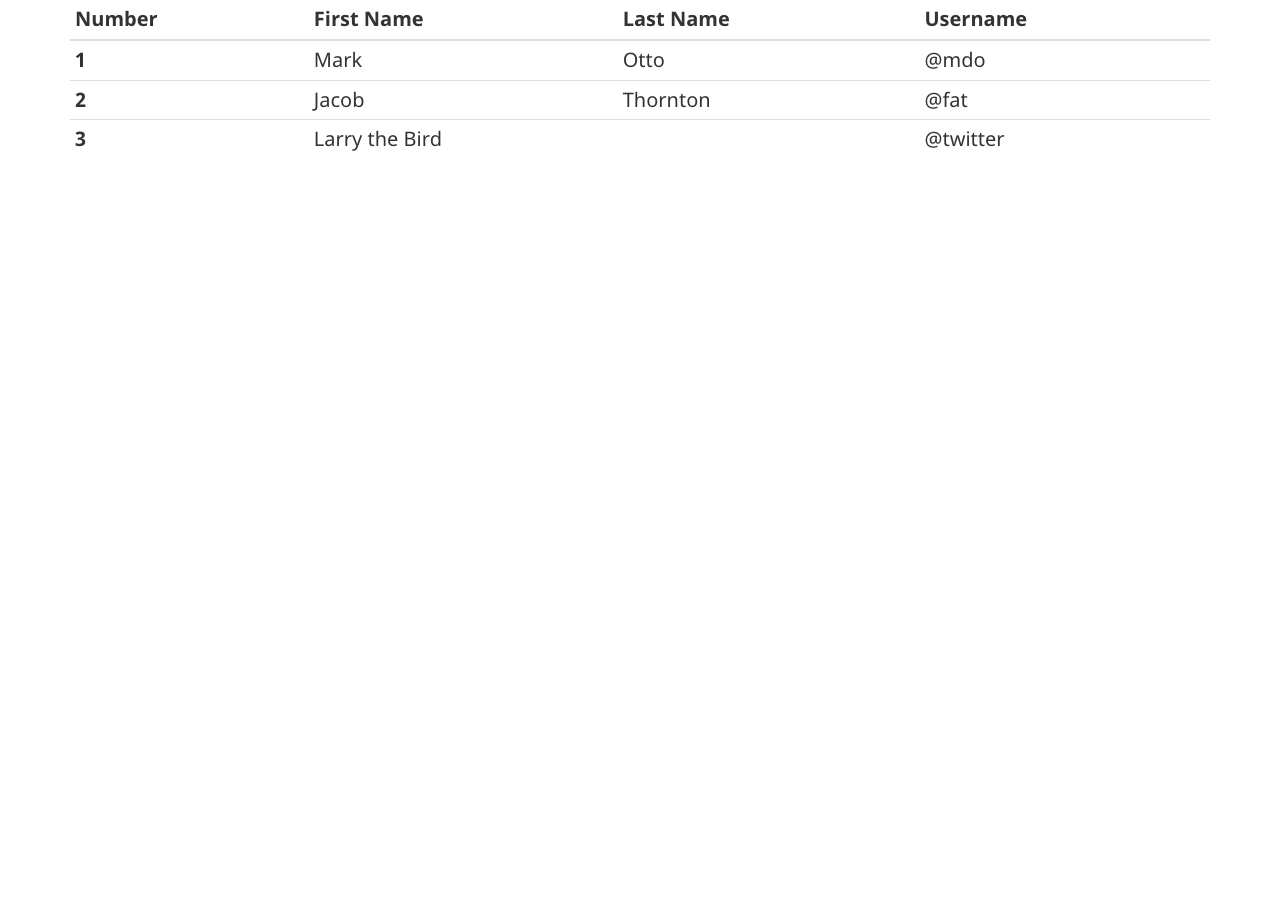 Number First Name Last Name Username
1 Mark Otto @mdo
2 Jacob Thornton @fat
3 Larry the Bird @twitter